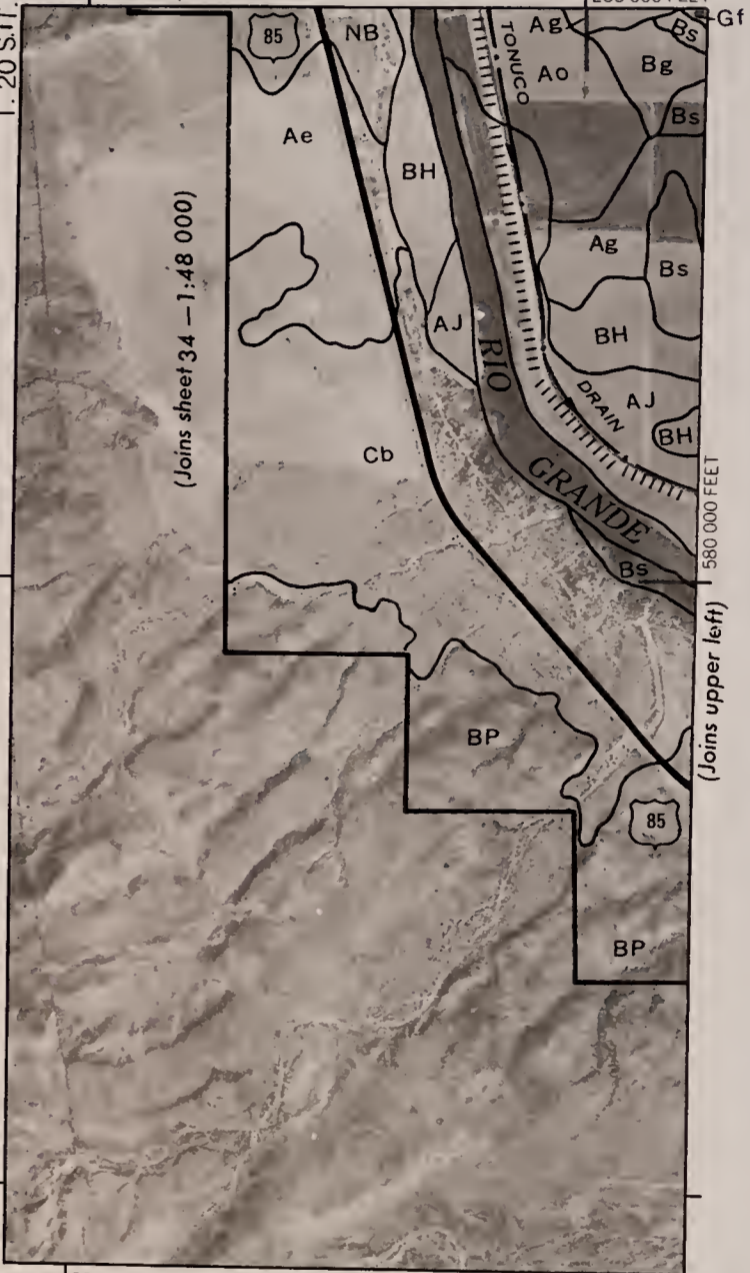 T. 20 S.
Gf
85
NB
TONUCO
Ag
Bs
Ao
Bg
Ae
Bs
BH
Ag
Bs
(Joins sheet 34 — 1:48 000)
AJ
RIO
BH
DRAIN
AJ
BH
Cb
GRANDE
580 000 FEET
Bs
(Joins upper left)
BP
85
BP